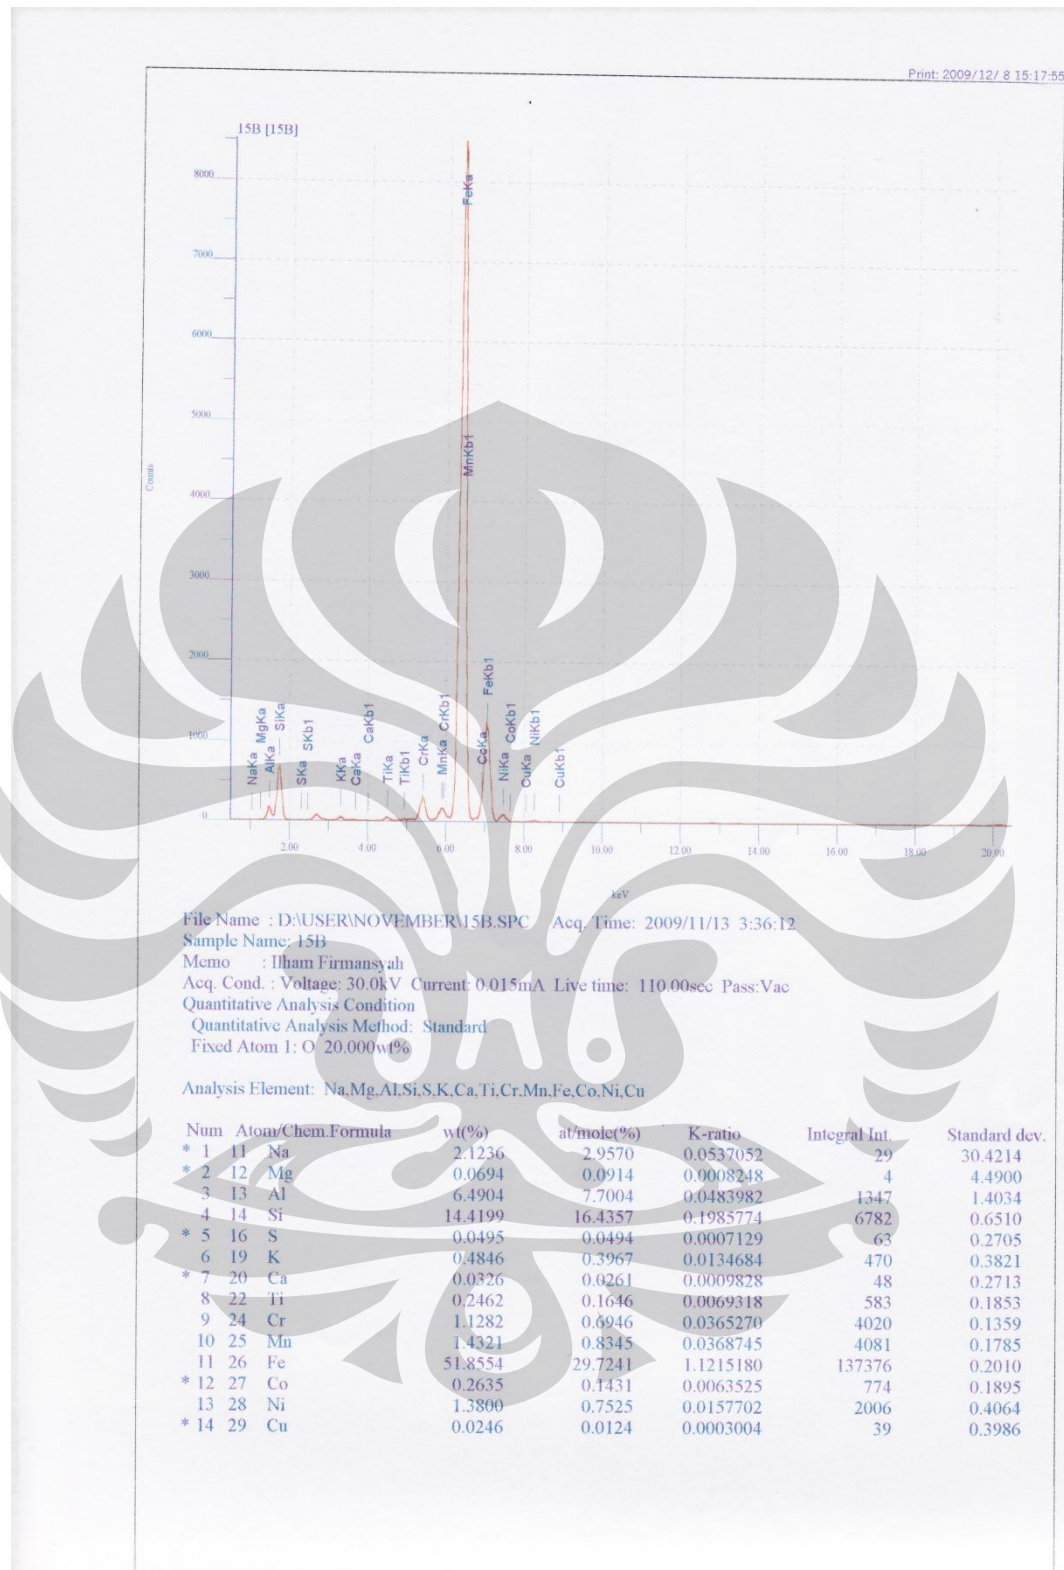 Print: 2009/12/ 8 15:17:55
15B [15B]
8000
7000
6000
5000
4000
3000
2000
1000
0
Counts
FeKa
MnKb1
NaKa
MgKa
AlKa
SiKa
SKa
SKb1
KKa
CaKa
CaKb1
TiKa
TiKb1
CrKa
MnKa
CrKb1
CoKa
FeKb1
NiKa
CoKb1
CuKa
NiKb1
CuKb1
2.00 4.00 6.00 8.00 10.00 12.00 14.00 16.00 18.00 20.00
keV
File Name : D:\USER\NOVEMBER\15B.SPC Acq. Time: 2009/11/13 3:36:12
Sample Name: 15B
Memo : Ilham Firmansyah
Acq. Cond. : Voltage: 30.0kV Current: 0.015mA Live time: 110.00sec Pass:Vac
Quantitative Analysis Condition
Quantitative Analysis Method: Standard
Fixed Atom 1: O 20.000wt%
Analysis Element: Na,Mg,Al,Si,S,K,Ca,Ti,Cr,Mn,Fe,Co,Ni,Cu
Num Atom/Chem.Formula wt(%) at/mole(%) K-ratio Integral Int. Standard dev.
* 1 11 Na 2.1236 2.9570 0.0537052 29 30.4214
* 2 12 Mg 0.0694 0.0914 0.0008248 4 4.4900
3 13 Al 6.4904 7.7004 0.0483982 1347 1.4034
4 14 Si 14.4199 16.4357 0.1985774 6782 0.6510
* 5 16 S 0.0495 0.0494 0.0007129 63 0.2705
6 19 K 0.4846 0.3967 0.0134684 470 0.3821
* 7 20 Ca 0.0326 0.0261 0.0009828 48 0.2713
8 22 Ti 0.2462 0.1646 0.0069318 583 0.1853
9 24 Cr 1.1282 0.6946 0.0365270 4020 0.1359
10 25 Mn 1.4321 0.8345 0.0368745 4081 0.1785
11 26 Fe 51.8554 29.7241 1.1215180 137376 0.2010
* 12 27 Co 0.2635 0.1431 0.0063525 774 0.1895
13 28 Ni 1.3800 0.7525 0.0157702 2006 0.4064
* 14 29 Cu 0.0246 0.0124 0.0003004 39 0.3986